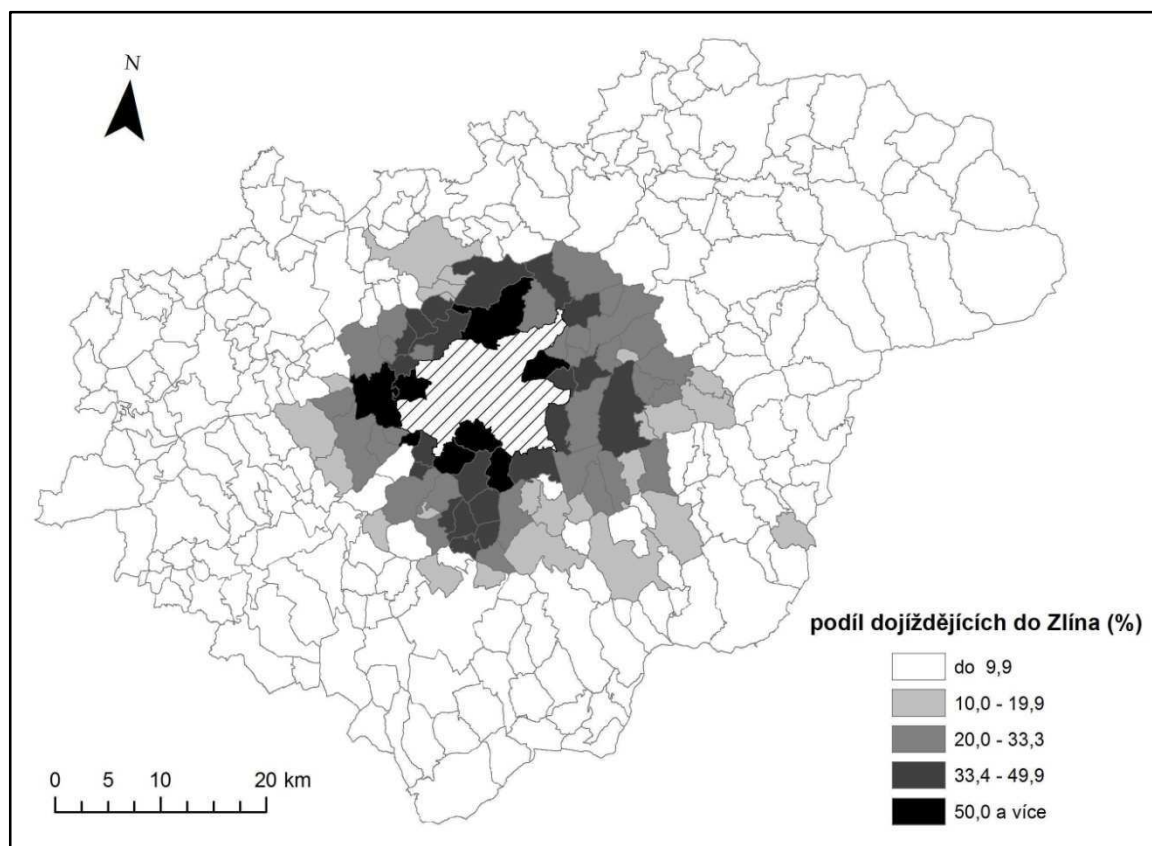 N
podíl dojíždějících do Zlína (%)
do 9,9
10,0 - 19,9
20,0 - 33,3
33,4 - 49,9
50,0 a více
0 5 10 20 km